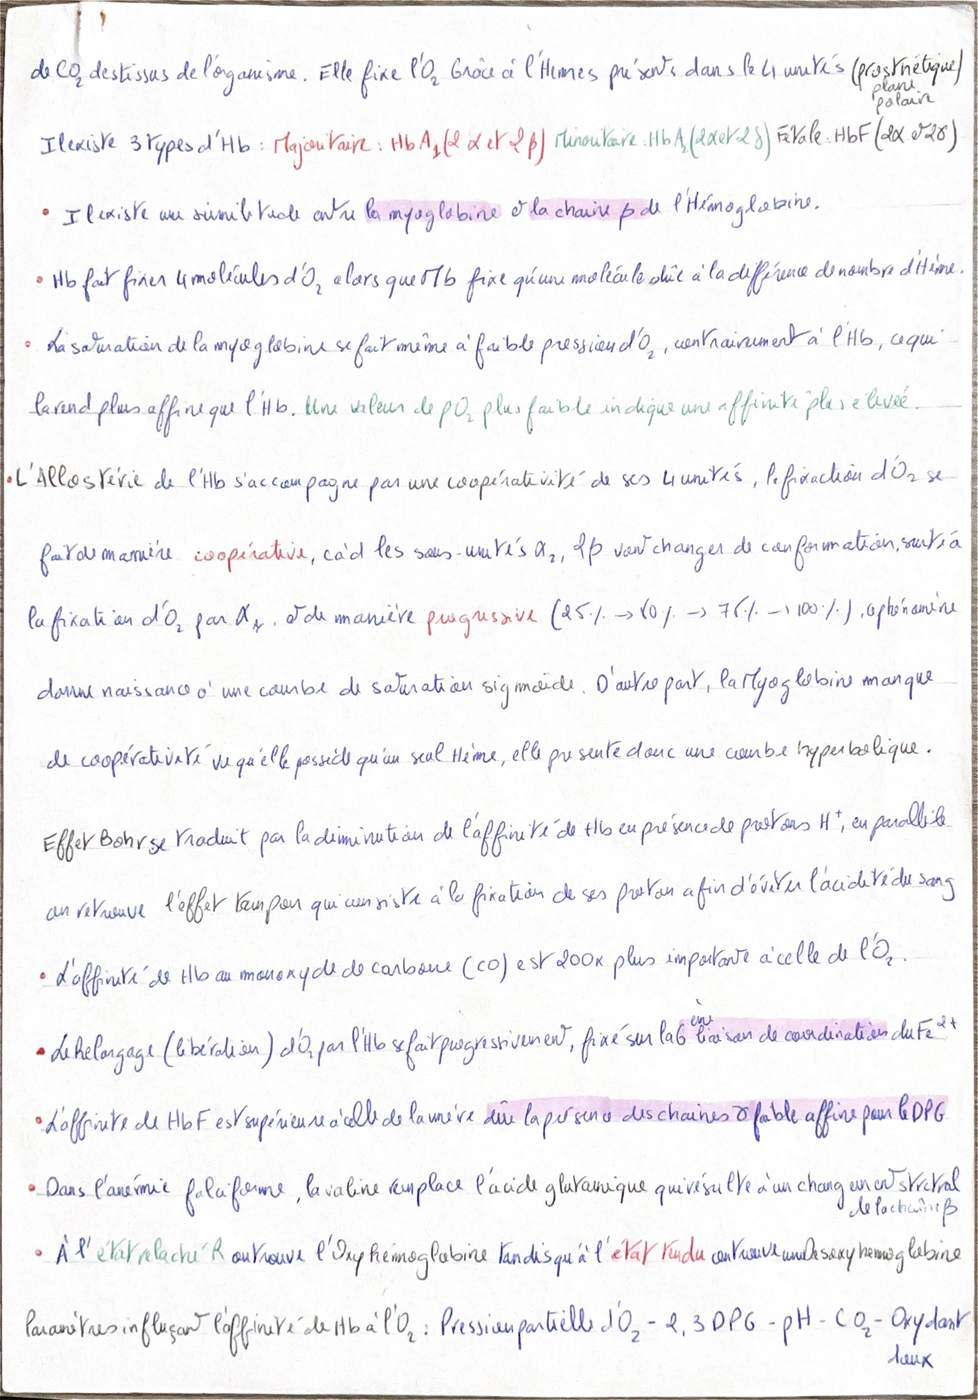 de CO₂ des tissus de l'organisme. Elle fixe l'O₂ Grâce à l'Hèmes présents dans le 4 unités (prosthétique)
plane
polaire
Il existe 3 types d'Hb : Majoritaire : HbA₁ (2 α et 2 β) Minoritaire : HbA₂ (2α et 2 δ) Fétale : HbF (2α et 2γ)
• Il existe une similitude entre la myoglobine et la chaine β de l'Hémoglobine.
• Hb fait fixer 4 molécules d'O₂ alors que Mb fixe qu'une molécule dûe à la différence de nombre d'Hème.
• La saturation de la myoglobine se fait même à faible pression d'O₂, contrairement à l'Hb, ce qui
la rend plus affine que l'Hb. Une valeur de pO₂ plus faible indique une affinité plus élevée.
• L'Allostérie de l'Hb s'accompagne par une coopérativité de ses 4 unités, la fixaction d'O₂ se
fait de manière coopérative, càd les sous-unités α₂, 2β vont changer de conformation, suite à
la fixation d'O₂ par α₁, et de manière progressive (25% → 50% → 75% → 100%), ce phénomène
donne naissance à une courbe de saturation sigmoïde. D'autre part, la Myoglobine manque
de coopérativité vu qu'elle possède qu'un seul Hème, elle présente donc une courbe hyperbolique.
Effet Bohr se traduit par la diminution de l'affinité de Hb en présence de protons H⁺, en parallèle
on retrouve l'effet tampon qui consiste à la fixation de ses proton afin d'éviter l'acidité du sang
• L'affinité de Hb au monoxyde de carbone (CO) est 200x plus importante à celle de l'O₂.
• Le Relargage (libération) d'O₂ par l'Hb se fait progressivement, fixé sur la 6ème liaison de coordination du Fe²⁺
• L'affinité de HbF est supérieure à celle de la mère dûe la présence des chaines γ faible affine pour le DPG
• Dans l'anémie falciforme, la valine remplace l'acide glutamique qui résulte à un changement strctral
de la chaîne β
• À l'état relaché R on trouve l'Oxyhémoglobine tandis qu'à l'état tendu on trouve une Desoxyhemoglobine
Paramètres influçant l'affinité de Hb à l'O₂ : Pression partielle d'O₂ - 2,3 DPG - pH - CO₂ - Oxydant